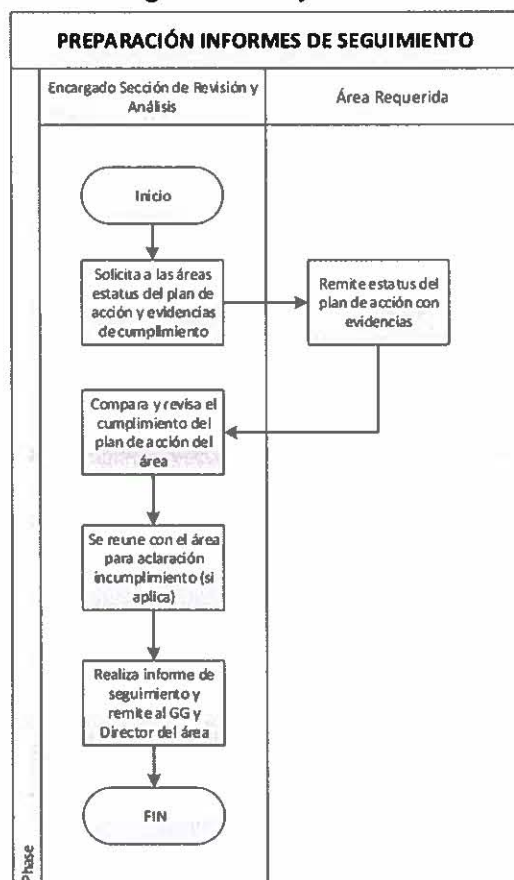 PREPARACIÓN INFORMES DE SEGUIMIENTO
Encargado Sección de Revisión y
Análisis
Área Requerida
Inicio
Solicita a las áreas
estatus del plan de
acción y evidencias
de cumplimiento
Remite estatus del
plan de acción con
evidencias
Compara y revisa el
cumplimiento del
plan de acción del
área
Se reune con el área
para aclaración
incumplimiento (si
aplica)
Realiza informe de
seguimiento y
remite al GG y
Director del área
FIN
Phase